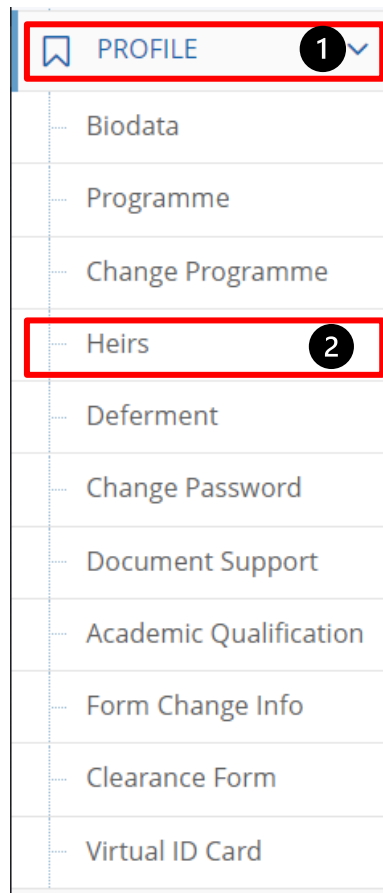 PROFILE 1
Biodata
Programme
Change Programme
Heirs 2
Deferment
Change Password
Document Support
Academic Qualification
Form Change Info
Clearance Form
Virtual ID Card